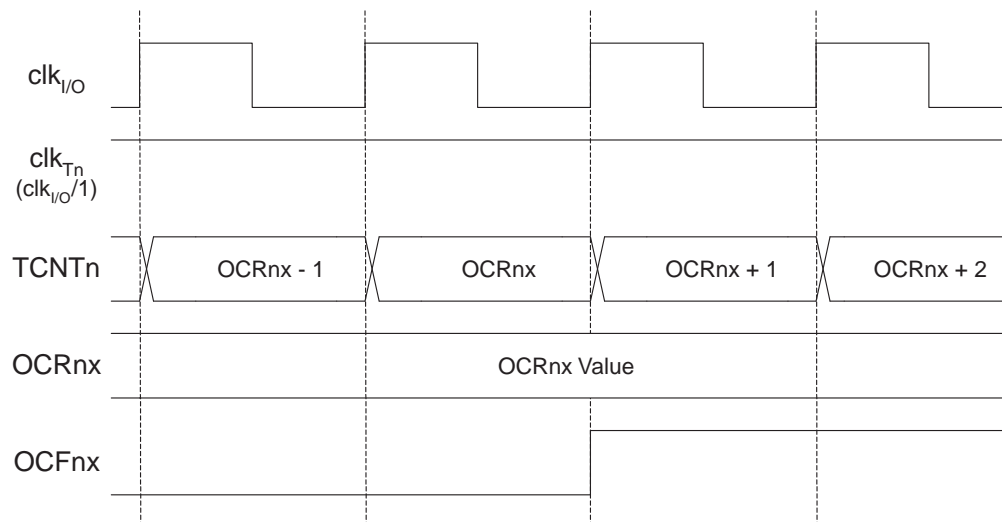 clkI/O
clkTn
(clkI/O/1)
TCNTn
OCRnx - 1
OCRnx
OCRnx + 1
OCRnx + 2
OCRnx
OCRnx Value
OCFnx